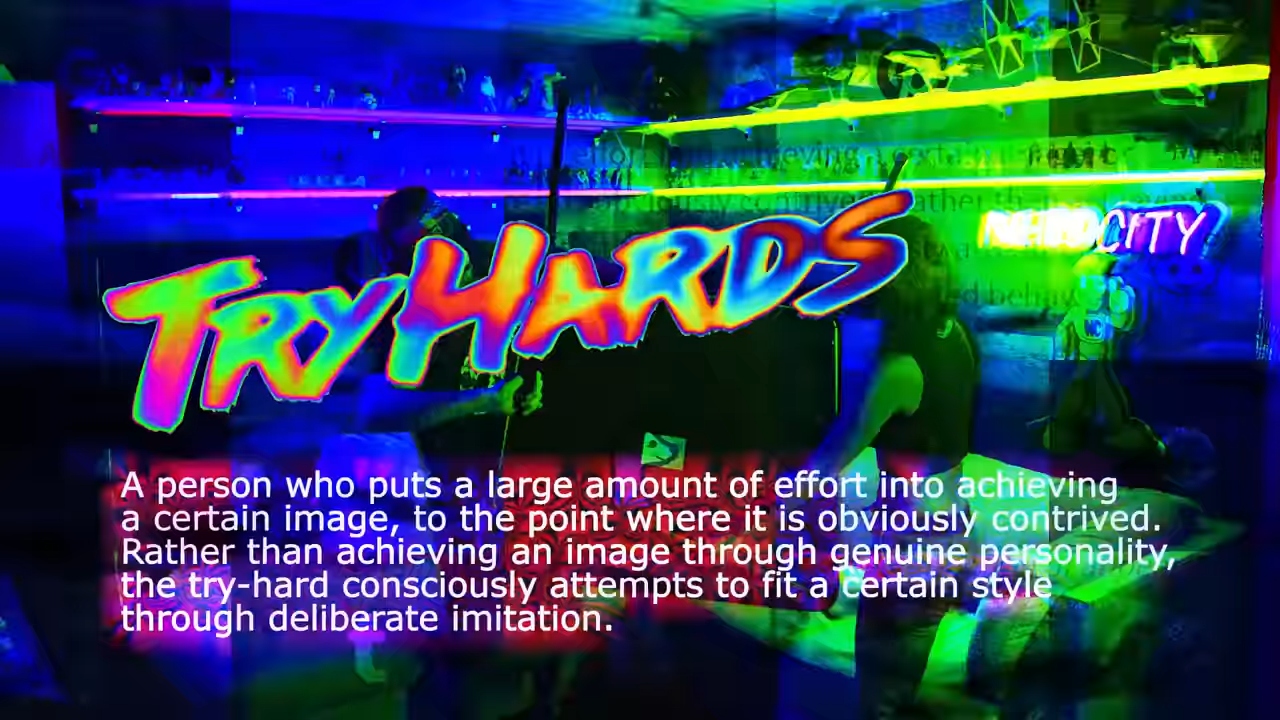 TRYHARDS
CITY
A person who puts a large amount of effort into achieving
a certain image, to the point where it is obviously contrived.
Rather than achieving an image through genuine personality,
the try-hard consciously attempts to fit a certain style
through deliberate imitation.